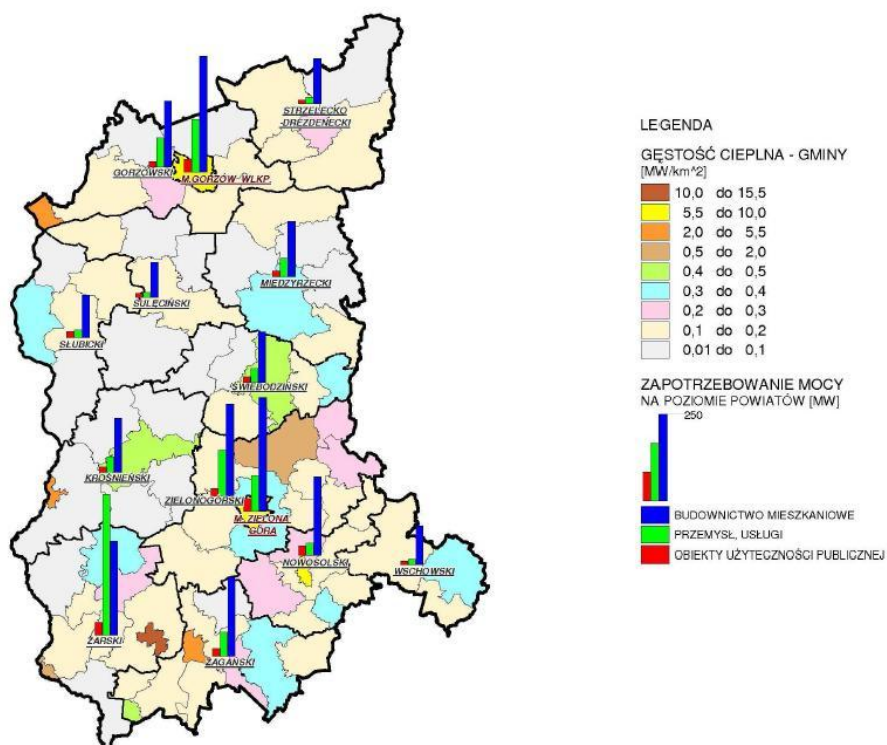 STRZELECKO
-DREZDENECKI
GORZOWSKI
M.GORZÓW WLKP.
MIĘDZYRZECKI
SULĘCIŃSKI
SŁUBICKI
ŚWIEBODZIŃSKI
KROŚNIEŃSKI
ZIELONOGÓRSKI
M. ZIELONA
GÓRA
NOWOSOLSKI
WSCHOWSKI
ŻARSKI
ŻAGAŃSKI
LEGENDA
GĘSTOŚĆ CIEPLNA - GMINY
[MW/km^2]
10,0 do 15,5
5,5 do 10,0
2,0 do 5,5
0,5 do 2,0
0,4 do 0,5
0,3 do 0,4
0,2 do 0,3
0,1 do 0,2
0,01 do 0,1
ZAPOTRZEBOWANIE MOCY
NA POZIOMIE POWIATÓW [MW]
250
BUDOWNICTWO MIESZKANIOWE
PRZEMYSŁ, USŁUGI
OBIEKTY UŻYTECZNOŚCI PUBLICZNEJ